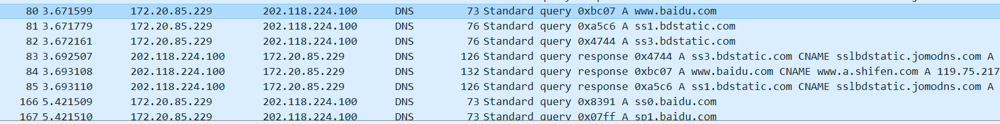 80 3.671599 172.20.85.229 202.118.224.100 DNS 73 Standard query 0xbc07 A www.baidu.com
81 3.671779 172.20.85.229 202.118.224.100 DNS 76 Standard query 0xa5c6 A ss1.bdstatic.com
82 3.672161 172.20.85.229 202.118.224.100 DNS 76 Standard query 0x4744 A ss3.bdstatic.com
83 3.692507 202.118.224.100 172.20.85.229 DNS 126 Standard query response 0x4744 A ss3.bdstatic.com CNAME sslbdstatic.jomodns.com A
84 3.693108 202.118.224.100 172.20.85.229 DNS 132 Standard query response 0xbc07 A www.baidu.com CNAME www.a.shifen.com A 119.75.217
85 3.693110 202.118.224.100 172.20.85.229 DNS 126 Standard query response 0xa5c6 A ss1.bdstatic.com CNAME sslbdstatic.jomodns.com A
166 5.421509 172.20.85.229 202.118.224.100 DNS 73 Standard query 0x8391 A ss0.baidu.com
167 5.421510 172.20.85.229 202.118.224.100 DNS 73 Standard query 0x07ff A sp1.baidu.com